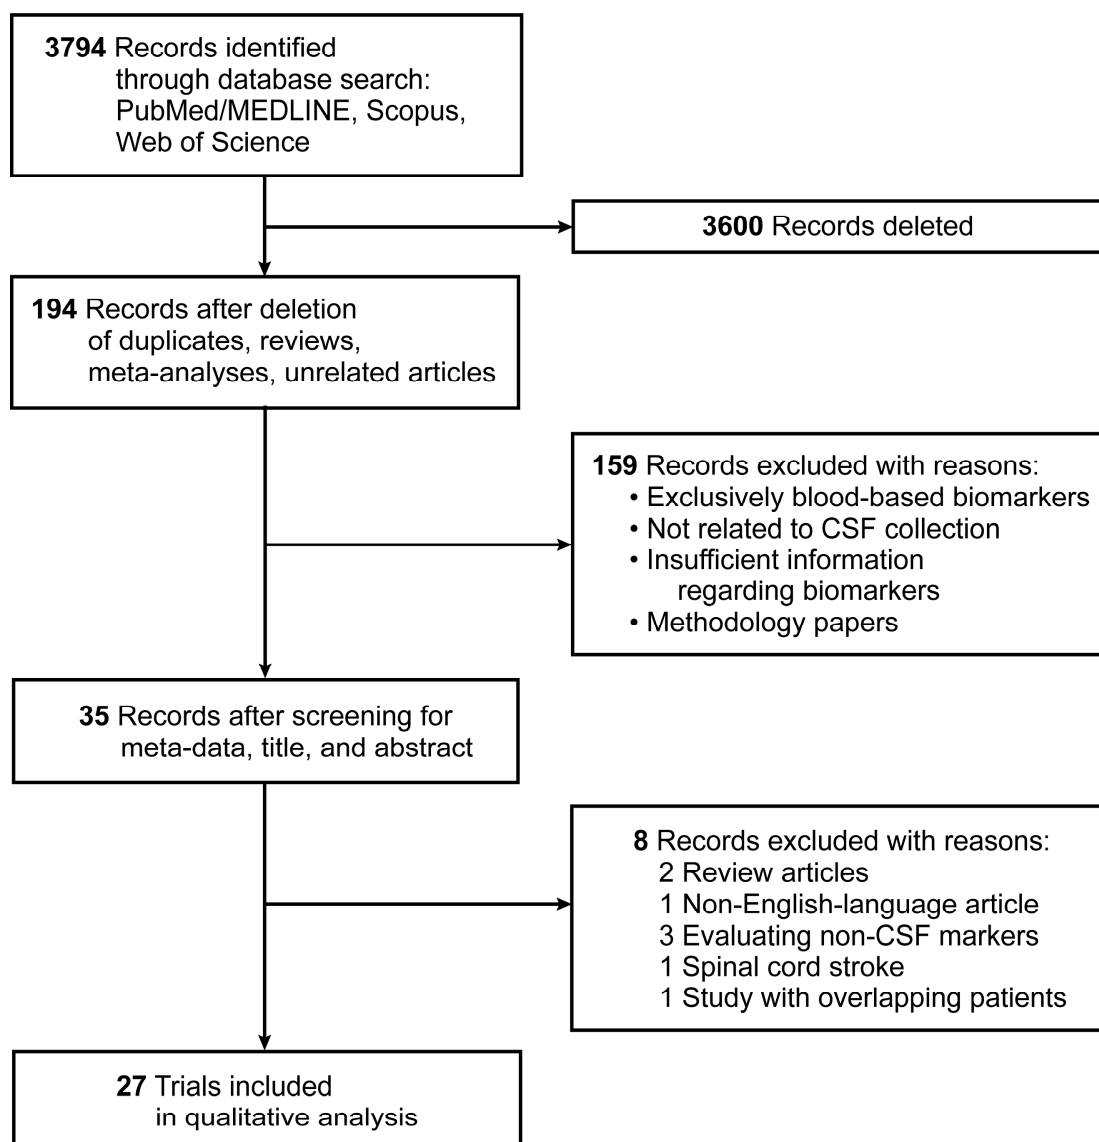 3794 Records identified
through database search:
PubMed/MEDLINE, Scopus,
Web of Science
3600 Records deleted
194 Records after deletion
of duplicates, reviews,
meta-analyses, unrelated articles
159 Records excluded with reasons:
• Exclusively blood-based biomarkers
• Not related to CSF collection
• Insufficient information
regarding biomarkers
• Methodology papers
35 Records after screening for
meta-data, title, and abstract
8 Records excluded with reasons:
2 Review articles
1 Non-English-language article
3 Evaluating non-CSF markers
1 Spinal cord stroke
1 Study with overlapping patients
27 Trials included
in qualitative analysis